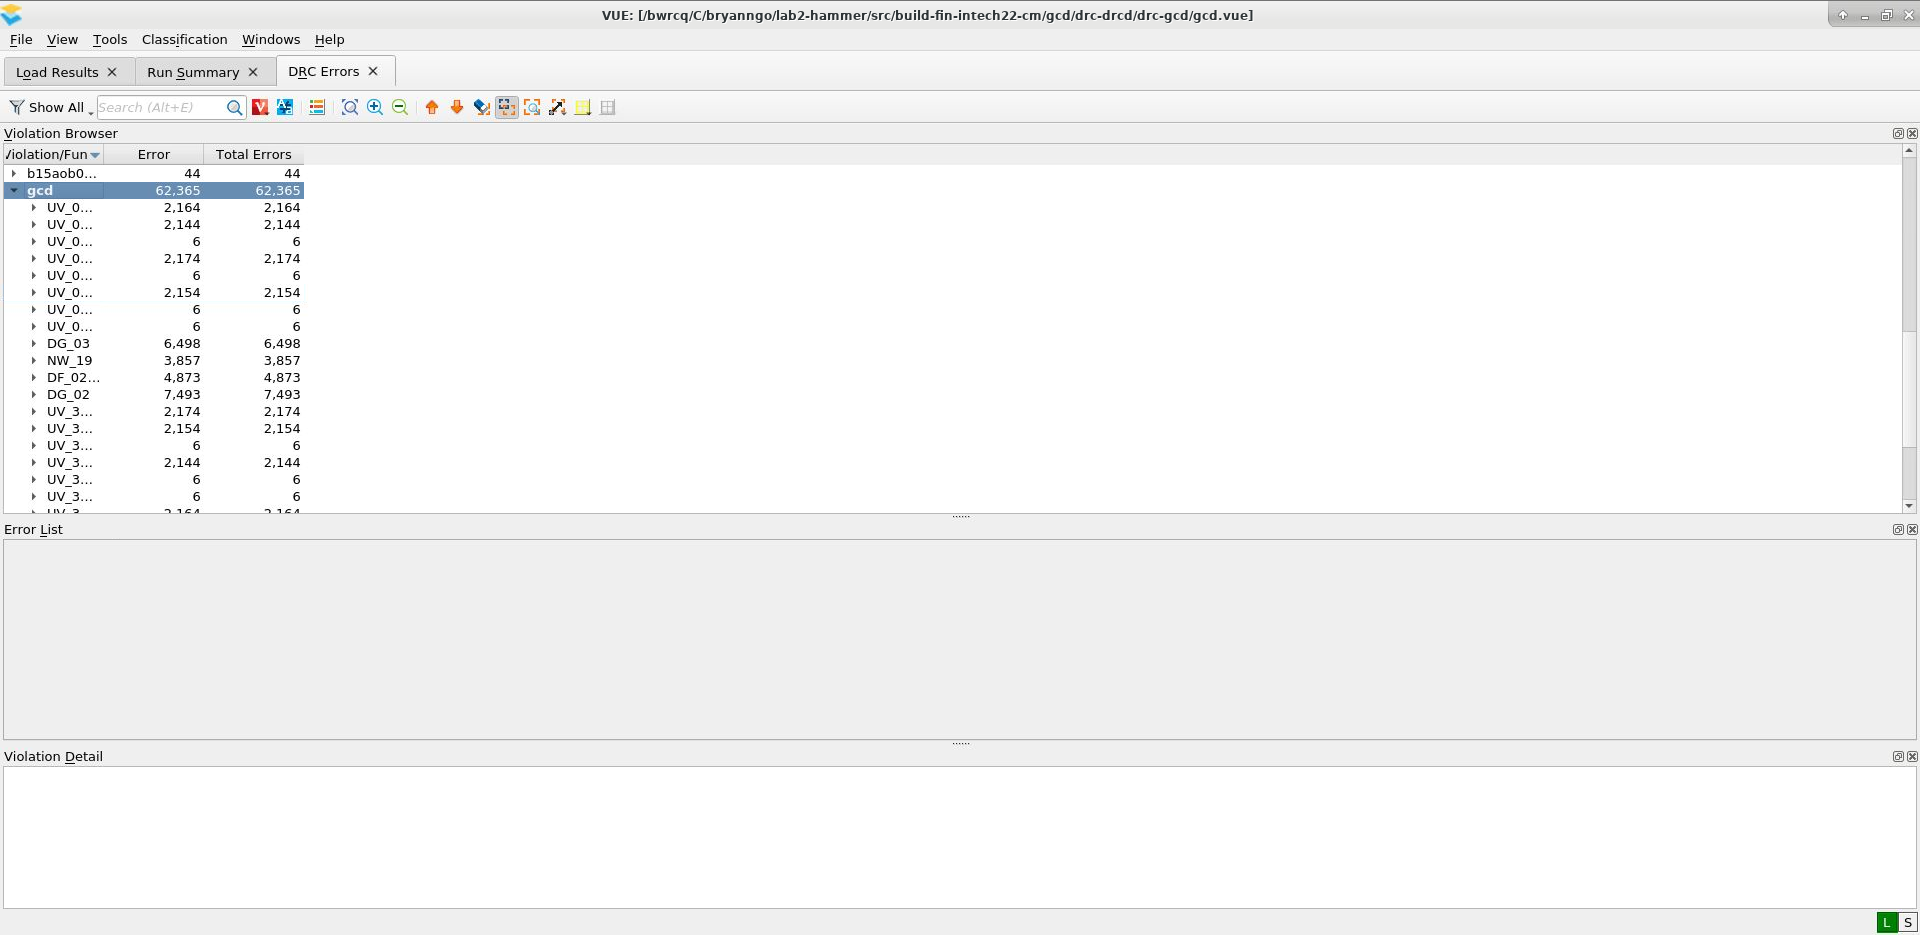 VUE: [/bwrcq/C/bryanngo/lab2-hammer/src/build-fin-intech22-cm/gcd/drc-drcd/drc-gcd/gcd.vue]
File View Tools Classification Windows Help
Load Results Run Summary DRC Errors
Show All Search (Alt+E)
Violation Browser
Violation/Fun Error Total Errors
b15aob0... 44 44
gcd 62,365 62,365
UV_0... 2,164 2,164
UV_0... 2,144 2,144
UV_0... 6 6
UV_0... 2,174 2,174
UV_0... 6 6
UV_0... 2,154 2,154
UV_0... 6 6
UV_0... 6 6
DG_03 6,498 6,498
NW_19 3,857 3,857
DF_02... 4,873 4,873
DG_02 7,493 7,493
UV_3... 2,174 2,174
UV_3... 2,154 2,154
UV_3... 6 6
UV_3... 2,144 2,144
UV_3... 6 6
UV_3... 6 6
UV_3... 2,164 2,164
Error List
Violation Detail
L S